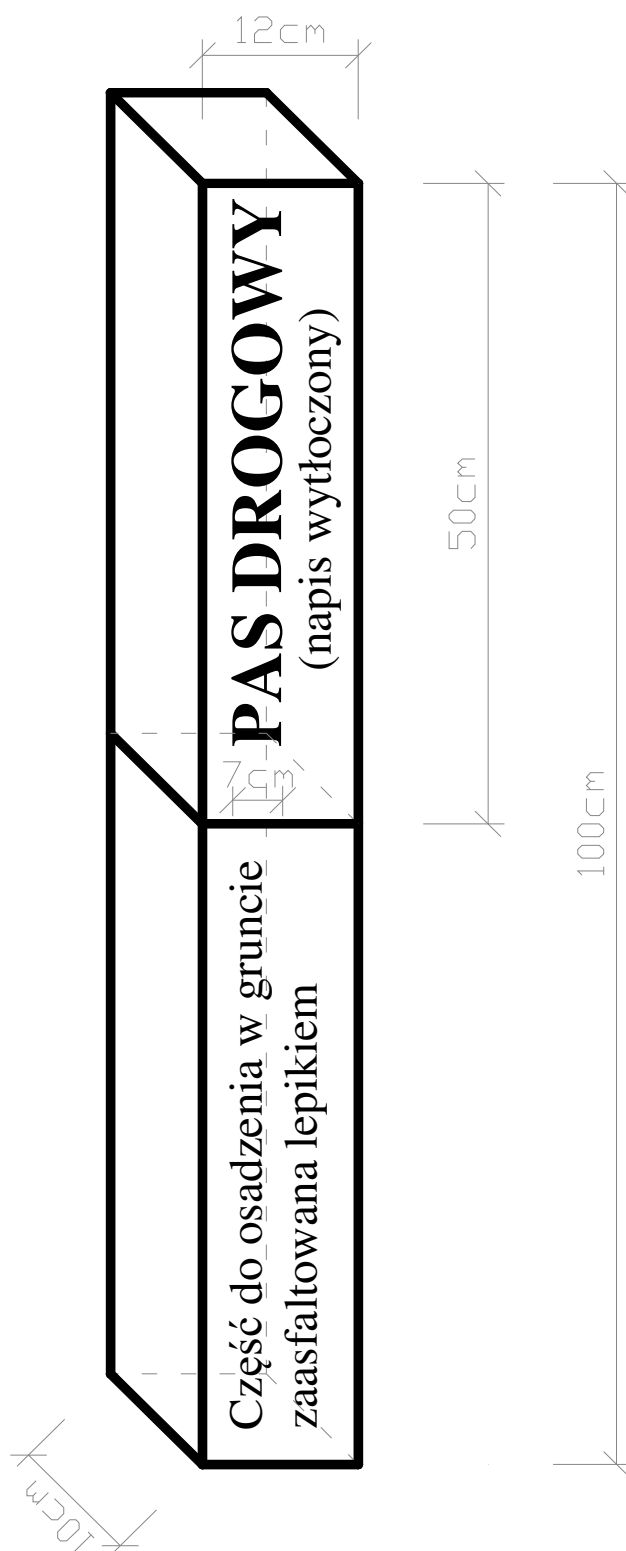 12cm
PAS DROGOWY
(napis wytłoczony)
50cm
7cm
100cm
Część do osadzenia w gruncie
zaasfaltowana lepikiem
10cm